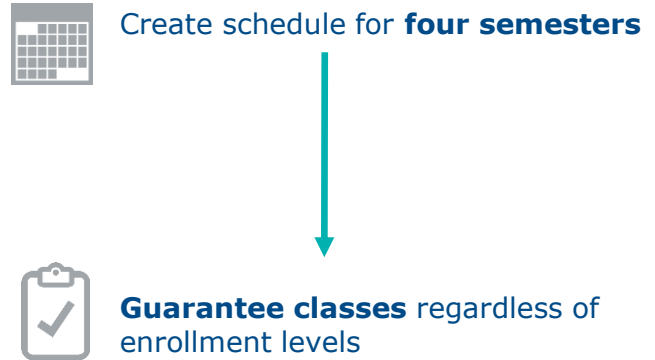 Create schedule for four semesters
Guarantee classes regardless of
enrollment levels